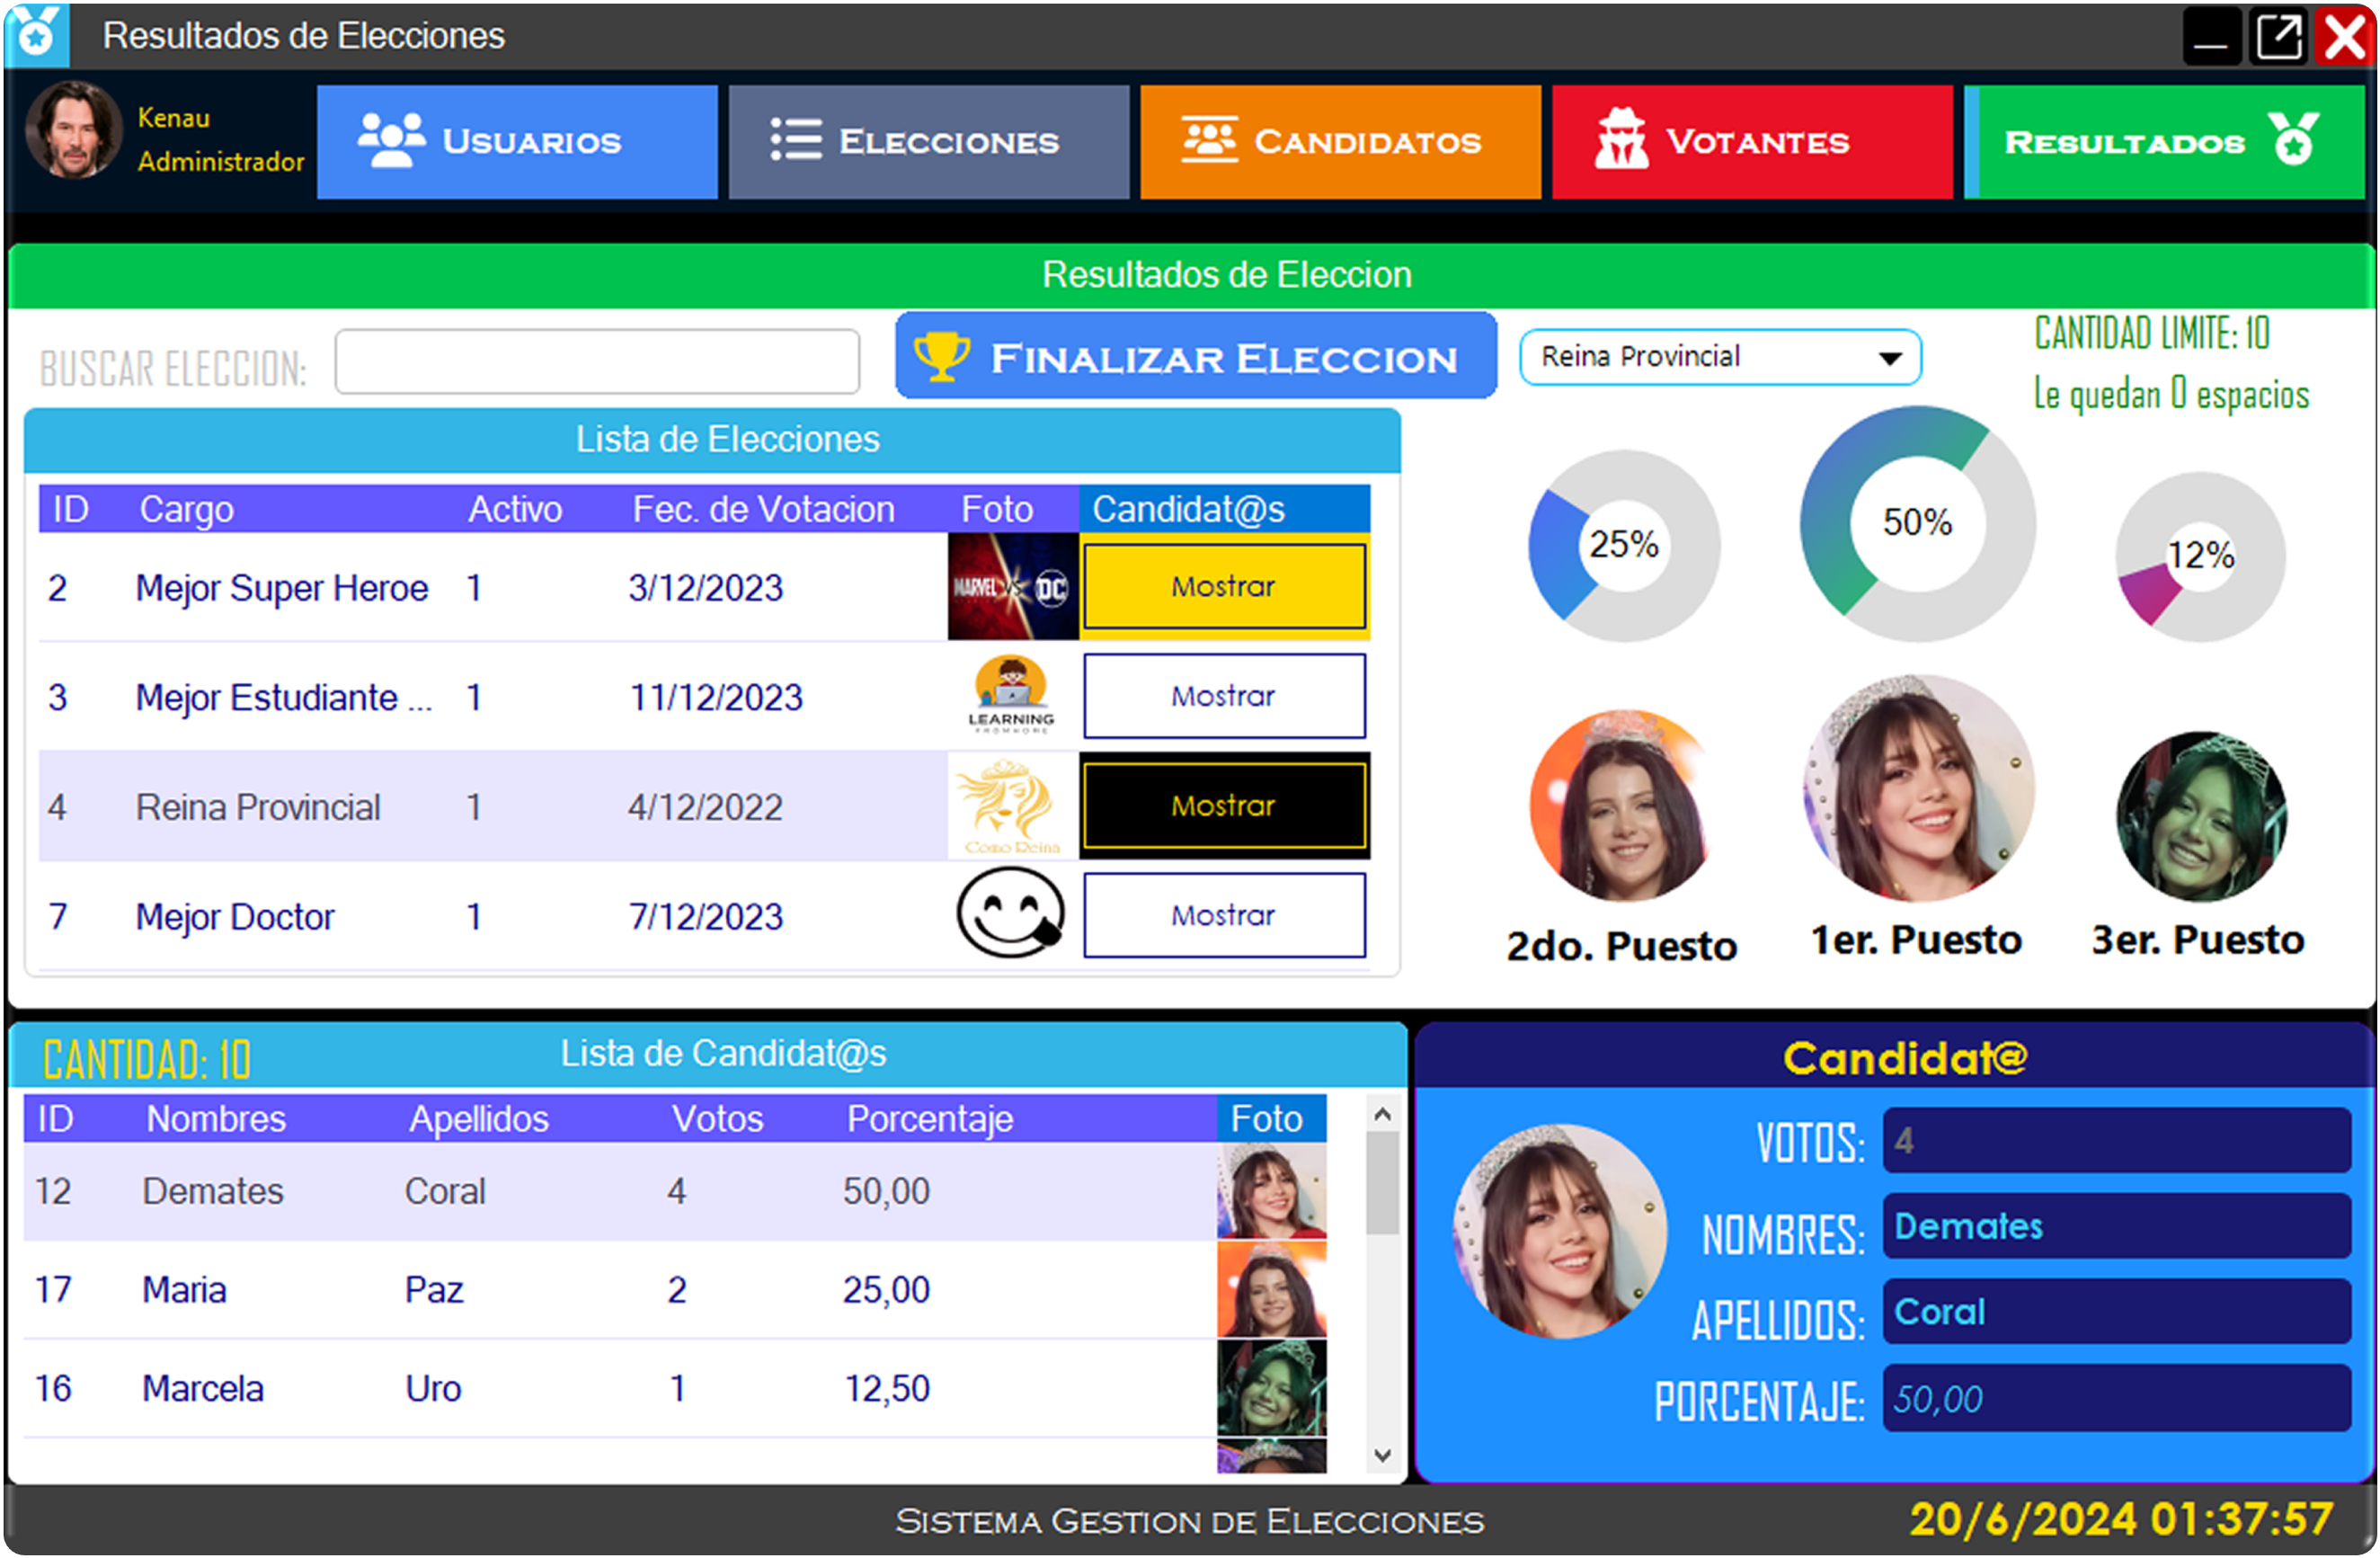 Resultados de Elecciones
Kenau
Administrador
USUARIOS
ELECCIONES
CANDIDATOS
VOTANTES
RESULTADOS
Resultados de Eleccion
BUSCAR ELECCION:
FINALIZAR ELECCION
Reina Provincial
CANTIDAD LIMITE: 10
Le quedan 0 espacios
Lista de Elecciones
ID Cargo Activo Fec. de Votacion Foto Candidat@s
2 Mejor Super Heroe 1 3/12/2023 MARVEL VS DC Mostrar
3 Mejor Estudiante ... 1 11/12/2023 LEARNING FROMHOME Mostrar
4 Reina Provincial 1 4/12/2022 Como Reina Mostrar
7 Mejor Doctor 1 7/12/2023 Mostrar
25% 50% 12%
2do. Puesto 1er. Puesto 3er. Puesto
CANTIDAD: 10
Lista de Candidat@s
ID Nombres Apellidos Votos Porcentaje Foto
12 Demates Coral 4 50,00
17 Maria Paz 2 25,00
16 Marcela Uro 1 12,50
Candidat@
VOTOS: 4
NOMBRES: Demates
APELLIDOS: Coral
PORCENTAJE: 50,00
SISTEMA GESTION DE ELECCIONES
20/6/2024 01:37:57